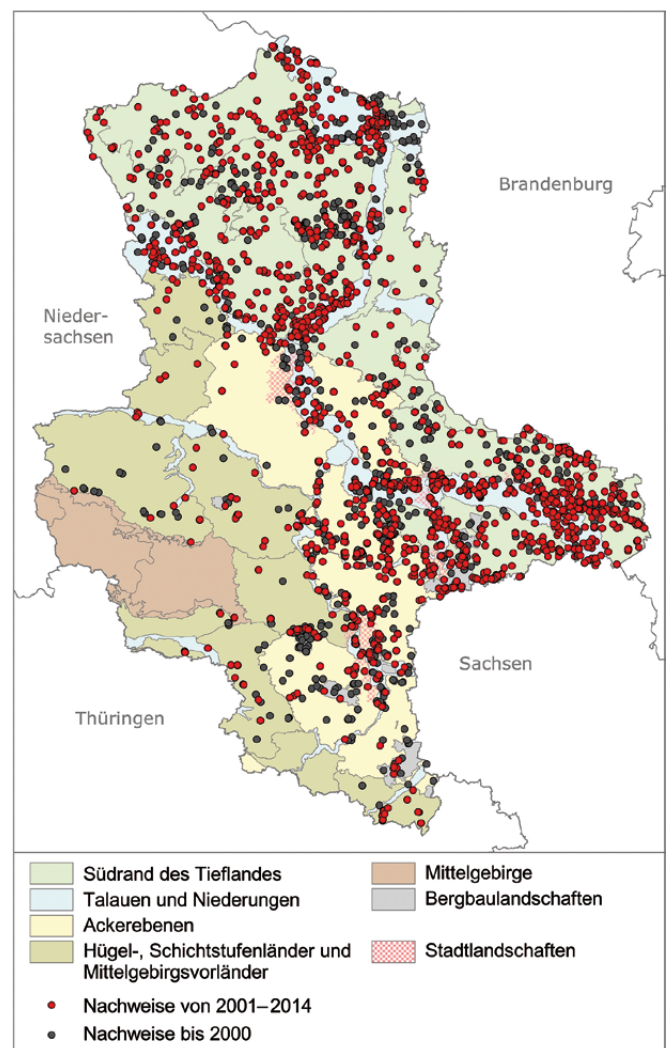 Brandenburg
Nieder-
sachsen
Sachsen
Thüringen
Südrand des Tieflandes
Talauen und Niederungen
Ackerebenen
Hügel-, Schichtstufenländer und
Mittelgebirgsvorländer
Mittelgebirge
Bergbaulandschaften
Stadtlandschaften
Nachweise von 2001–2014
Nachweise bis 2000